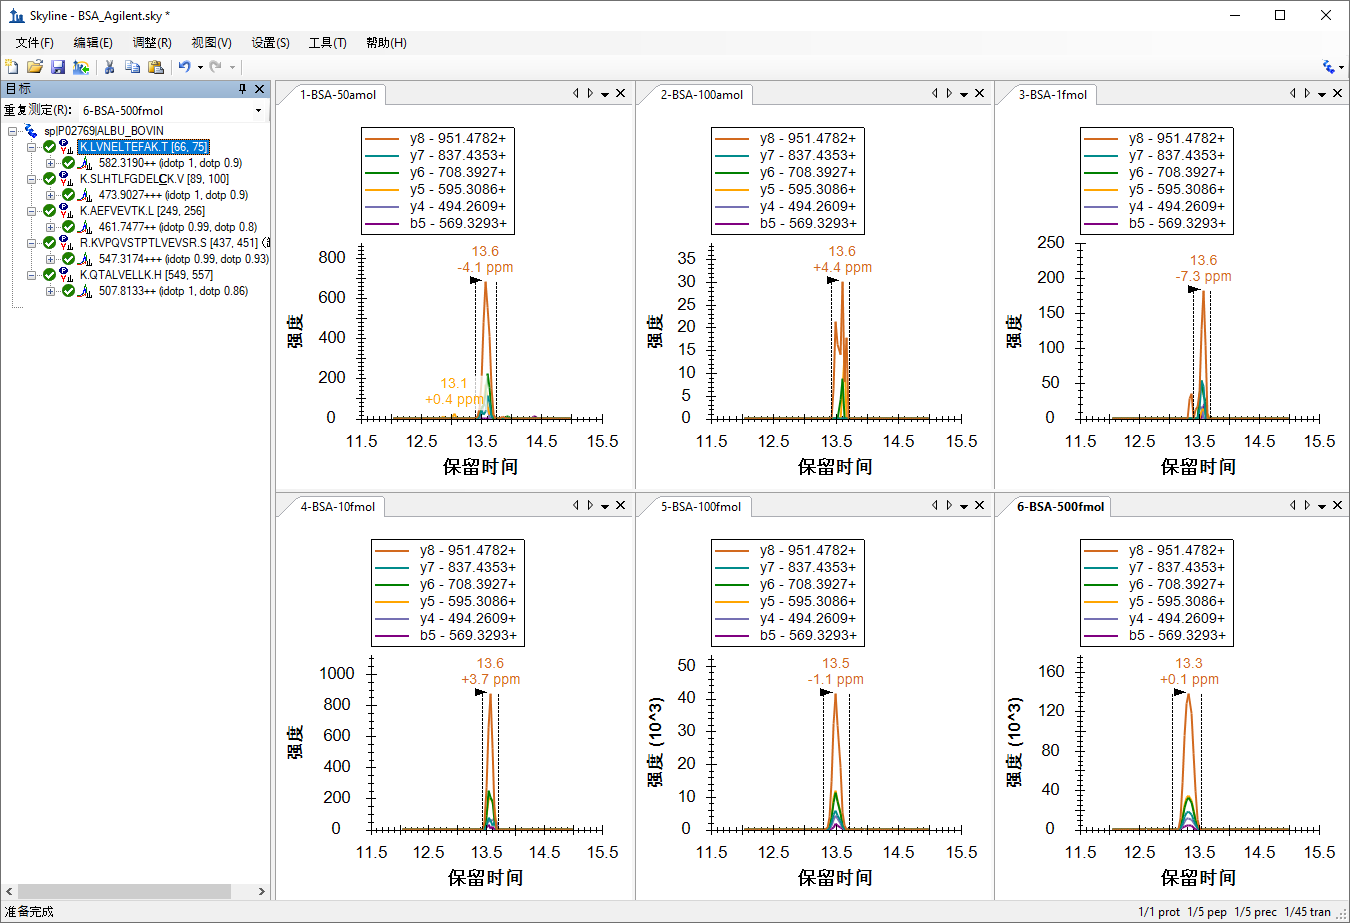 Skyline - BSA_Agilent.sky *
文件(F) 编辑(E) 调整(R) 视图(V) 设置(S) 工具(T) 帮助(H)
目标
重复测定(R): 6-BSA-500fmol
sp|P02769|ALBU_BOVIN
K.LVNELTEFAK.T [66, 75]
582.3190++ (idotp 1, dotp 0.9)
K.SLHTLFGDELCK.V [89, 100]
473.9027+++ (idotp 1, dotp 0.9)
K.AEFVEVTK.L [249, 256]
461.7477++ (idotp 0.99, dotp 0.8)
R.KVPQVSTPTLVEVSR.S [437, 451]
547.3174+++ (idotp 0.99, dotp 0.93)
K.QTALVELLK.H [549, 557]
507.8133++ (idotp 1, dotp 0.86)
1-BSA-50amol
y8 - 951.4782+
y7 - 837.4353+
y6 - 708.3927+
y5 - 595.3086+
y4 - 494.2609+
b5 - 569.3293+
13.6
-4.1 ppm
13.1
+0.4 ppm
强度
800
600
400
200
0
11.5 12.5 13.5 14.5 15.5
保留时间
2-BSA-100amol
y8 - 951.4782+
y7 - 837.4353+
y6 - 708.3927+
y5 - 595.3086+
y4 - 494.2609+
b5 - 569.3293+
13.6
+4.4 ppm
强度
35
30
25
20
15
10
5
0
11.5 12.5 13.5 14.5 15.5
保留时间
3-BSA-1fmol
y8 - 951.4782+
y7 - 837.4353+
y6 - 708.3927+
y5 - 595.3086+
y4 - 494.2609+
b5 - 569.3293+
13.6
-7.3 ppm
强度
250
200
150
100
50
0
11.5 12.5 13.5 14.5 15.5
保留时间
4-BSA-10fmol
y8 - 951.4782+
y7 - 837.4353+
y6 - 708.3927+
y5 - 595.3086+
y4 - 494.2609+
b5 - 569.3293+
13.6
+3.7 ppm
强度
1000
800
600
400
200
0
11.5 12.5 13.5 14.5 15.5
保留时间
5-BSA-100fmol
y8 - 951.4782+
y7 - 837.4353+
y6 - 708.3927+
y5 - 595.3086+
y4 - 494.2609+
b5 - 569.3293+
13.5
-1.1 ppm
强度 (10^3)
50
40
30
20
10
0
11.5 12.5 13.5 14.5 15.5
保留时间
6-BSA-500fmol
y8 - 951.4782+
y7 - 837.4353+
y6 - 708.3927+
y5 - 595.3086+
y4 - 494.2609+
b5 - 569.3293+
13.3
+0.1 ppm
强度 (10^3)
160
120
80
40
0
11.5 12.5 13.5 14.5 15.5
保留时间
准备完成
1/1 prot 1/5 pep 1/5 prec 1/45 tran